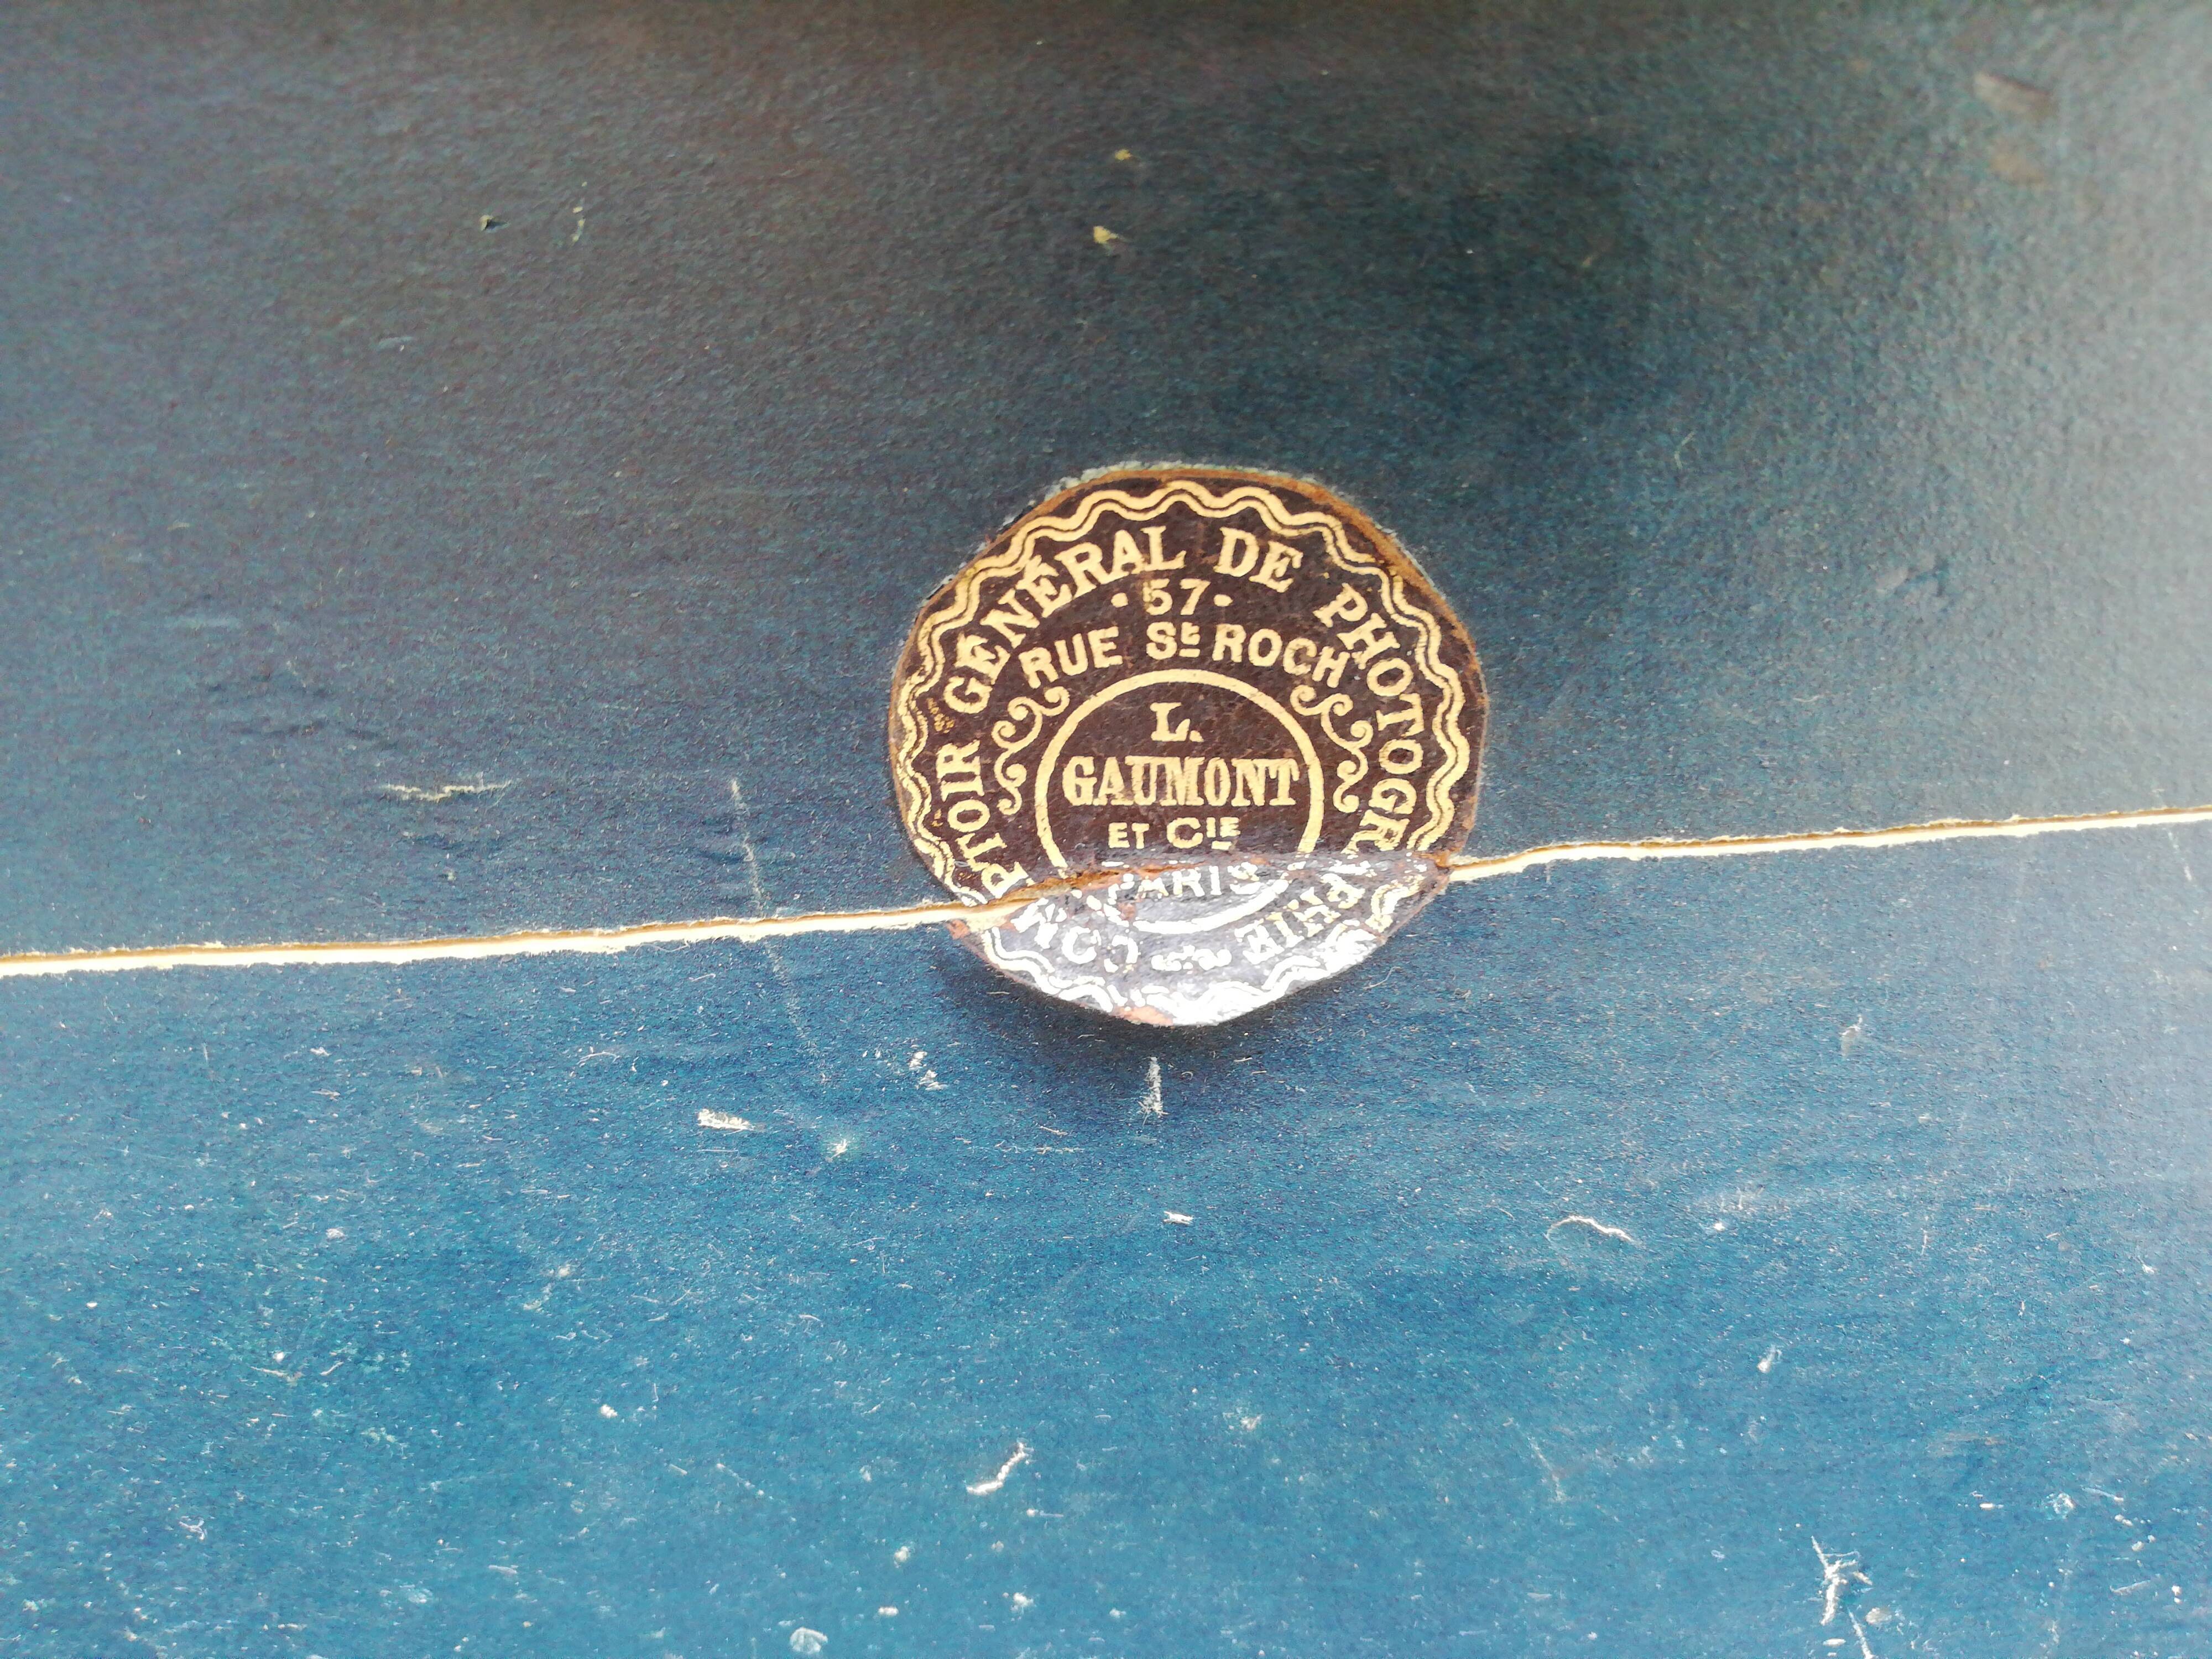 COMPTOIR GÉNÉRAL DE PHOTOGRAPHIE
·57·
RUE St ROCH
L.
GAUMONT
ET CIE
PARIS